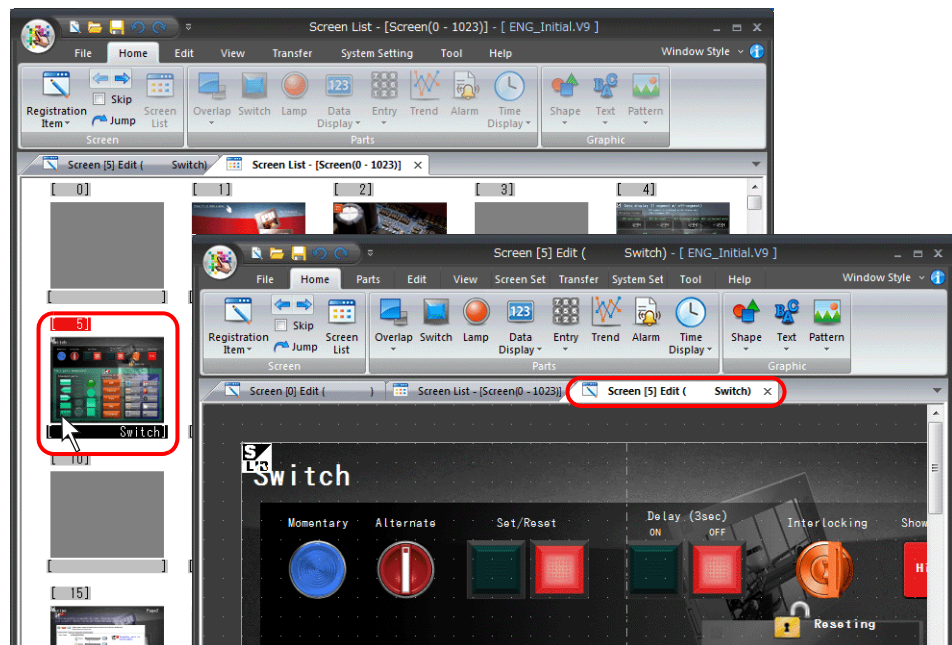 Screen List - [Screen(0 - 1023)] - [ ENG_Initial.V9 ]
File Home Edit View Transfer System Setting Tool Help Window Style
Registration Item
Skip
Jump
Screen List
Overlap Switch Lamp Data Display Entry Trend Alarm Time Display
Shape Text Pattern
Screen Parts Graphic
Screen [5] Edit ( Switch) Screen List - [Screen(0 - 1023)] ×
[ 0] [ 1] [ 2] [ 3] [ 4]
[ ]
[ 5]
[ Switch]
[ 10]
[ ]
[ 15]
Screen [5] Edit ( Switch) - [ ENG_Initial.V9 ]
File Home Parts Edit View Screen Set Transfer System Set Tool Help Window Style
Registration Item
Skip
Jump
Screen List
Overlap Switch Lamp Data Display Entry Trend Alarm Time Display
Shape Text Pattern
Screen Parts Graphic
Screen [0] Edit ( ) Screen List - [Screen(0 - 1023)] Screen [5] Edit ( Switch) ×
Switch
Momentary Alternate Set/Reset Delay (3sec) Interlocking Show
ON OFF
Hi
Reseting